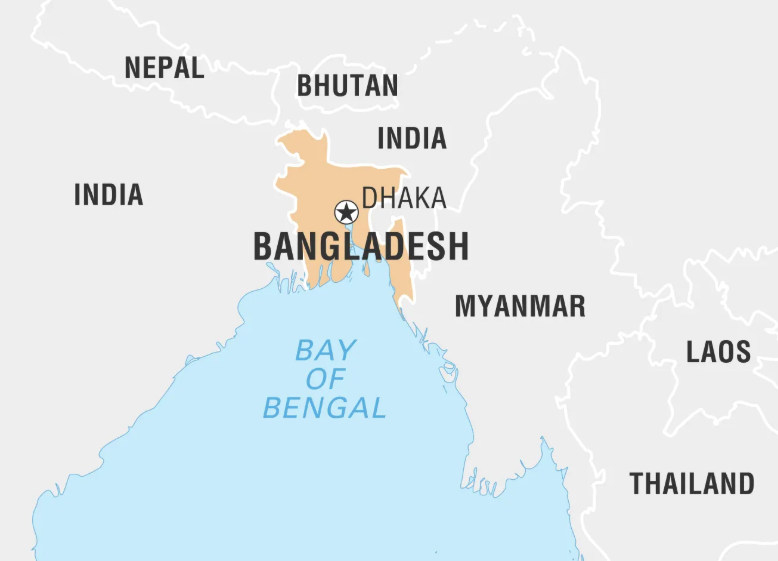 NEPAL
BHUTAN
INDIA
INDIA
DHAKA
BANGLADESH
MYANMAR
BAY
OF
BENGAL
LAOS
THAILAND